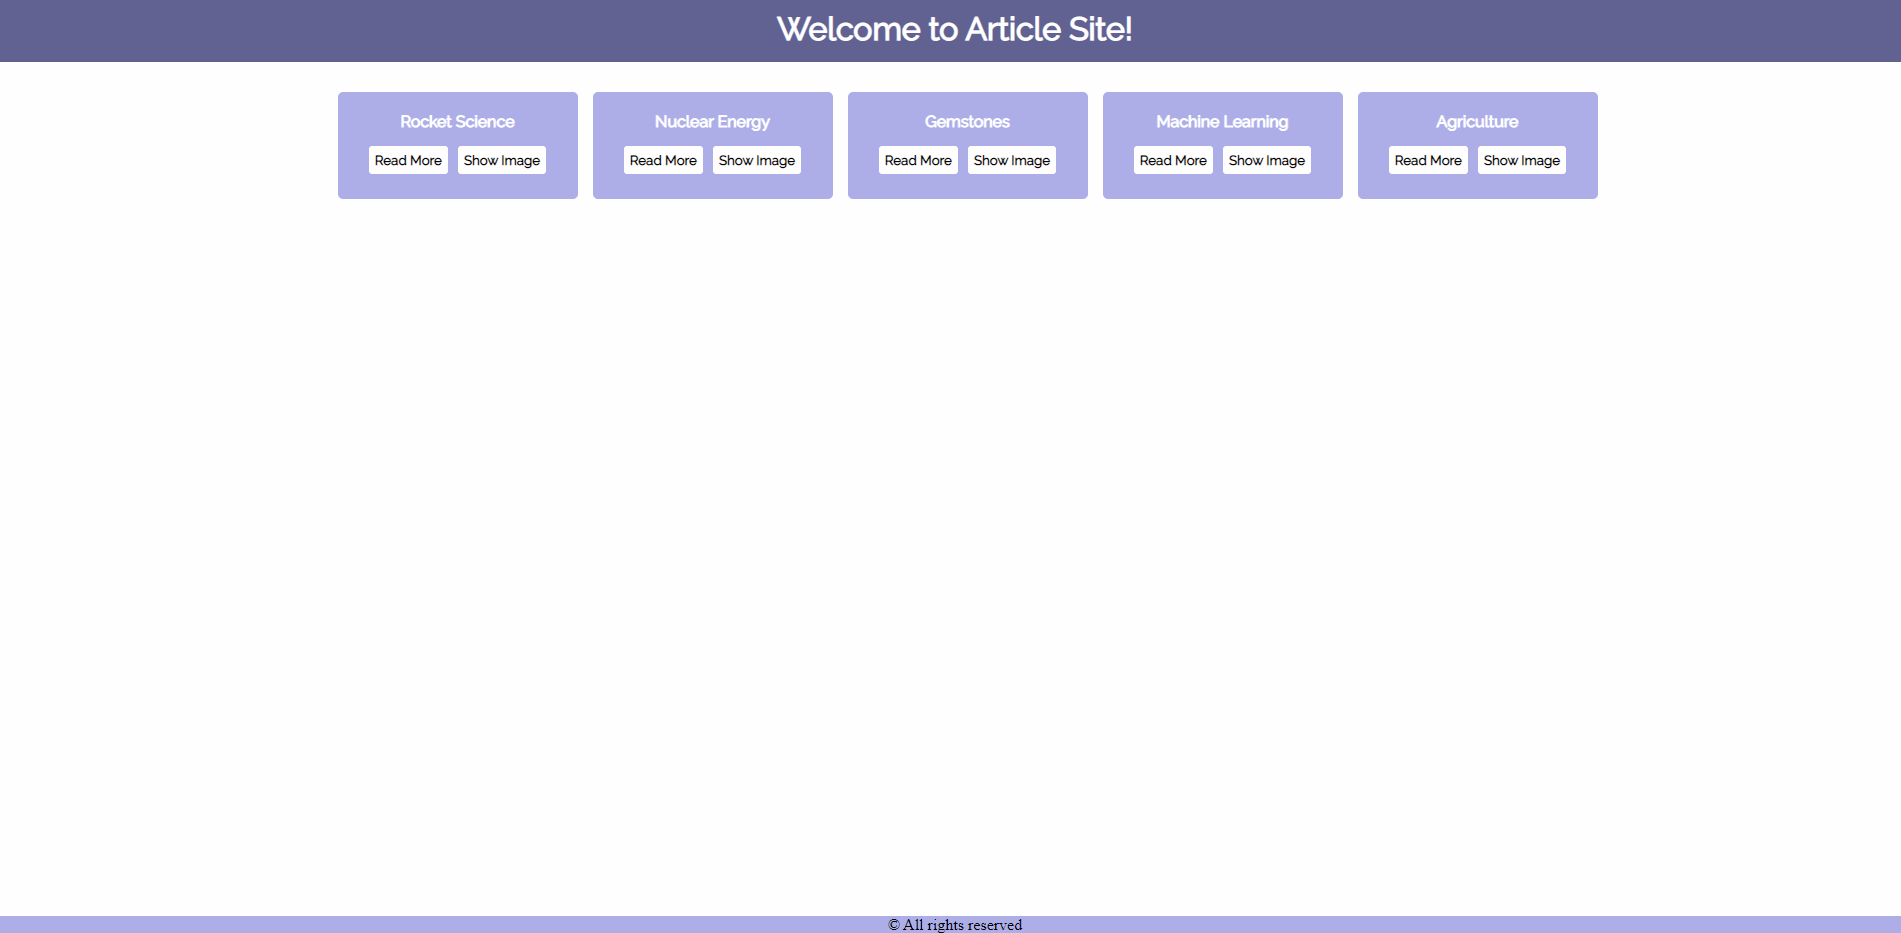 Welcome to Article Site!
Rocket Science
Read More Show Image
Nuclear Energy
Read More Show Image
Gemstones
Read More Show Image
Machine Learning
Read More Show Image
Agriculture
Read More Show Image
© All rights reserved